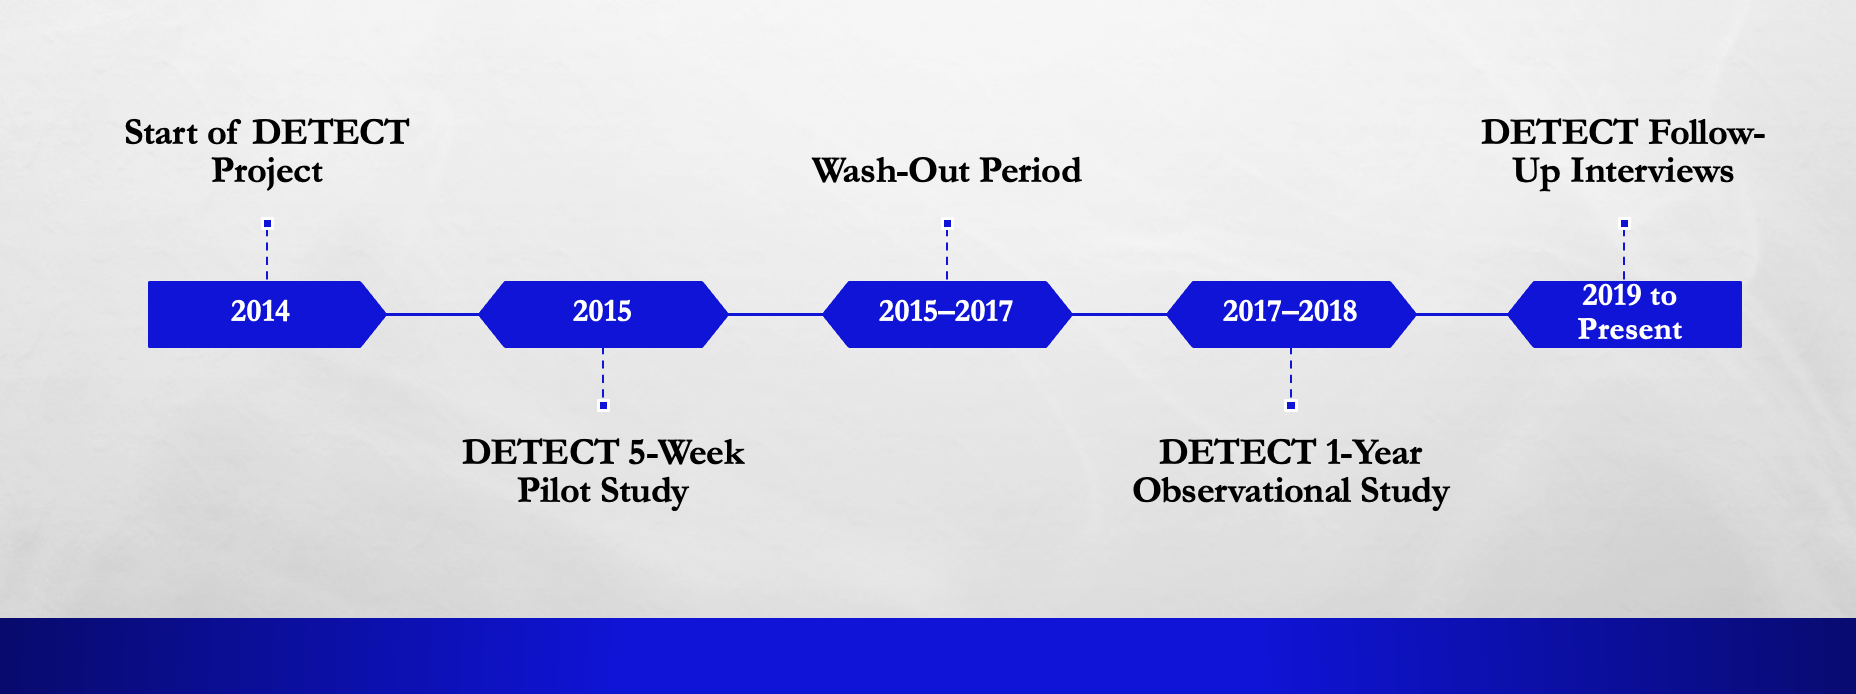 Start of DETECT
Project
2014
2015
DETECT 5-Week
Pilot Study
Wash-Out Period
2015–2017
2017–2018
DETECT 1-Year
Observational Study
DETECT Follow-
Up Interviews
2019 to
Present